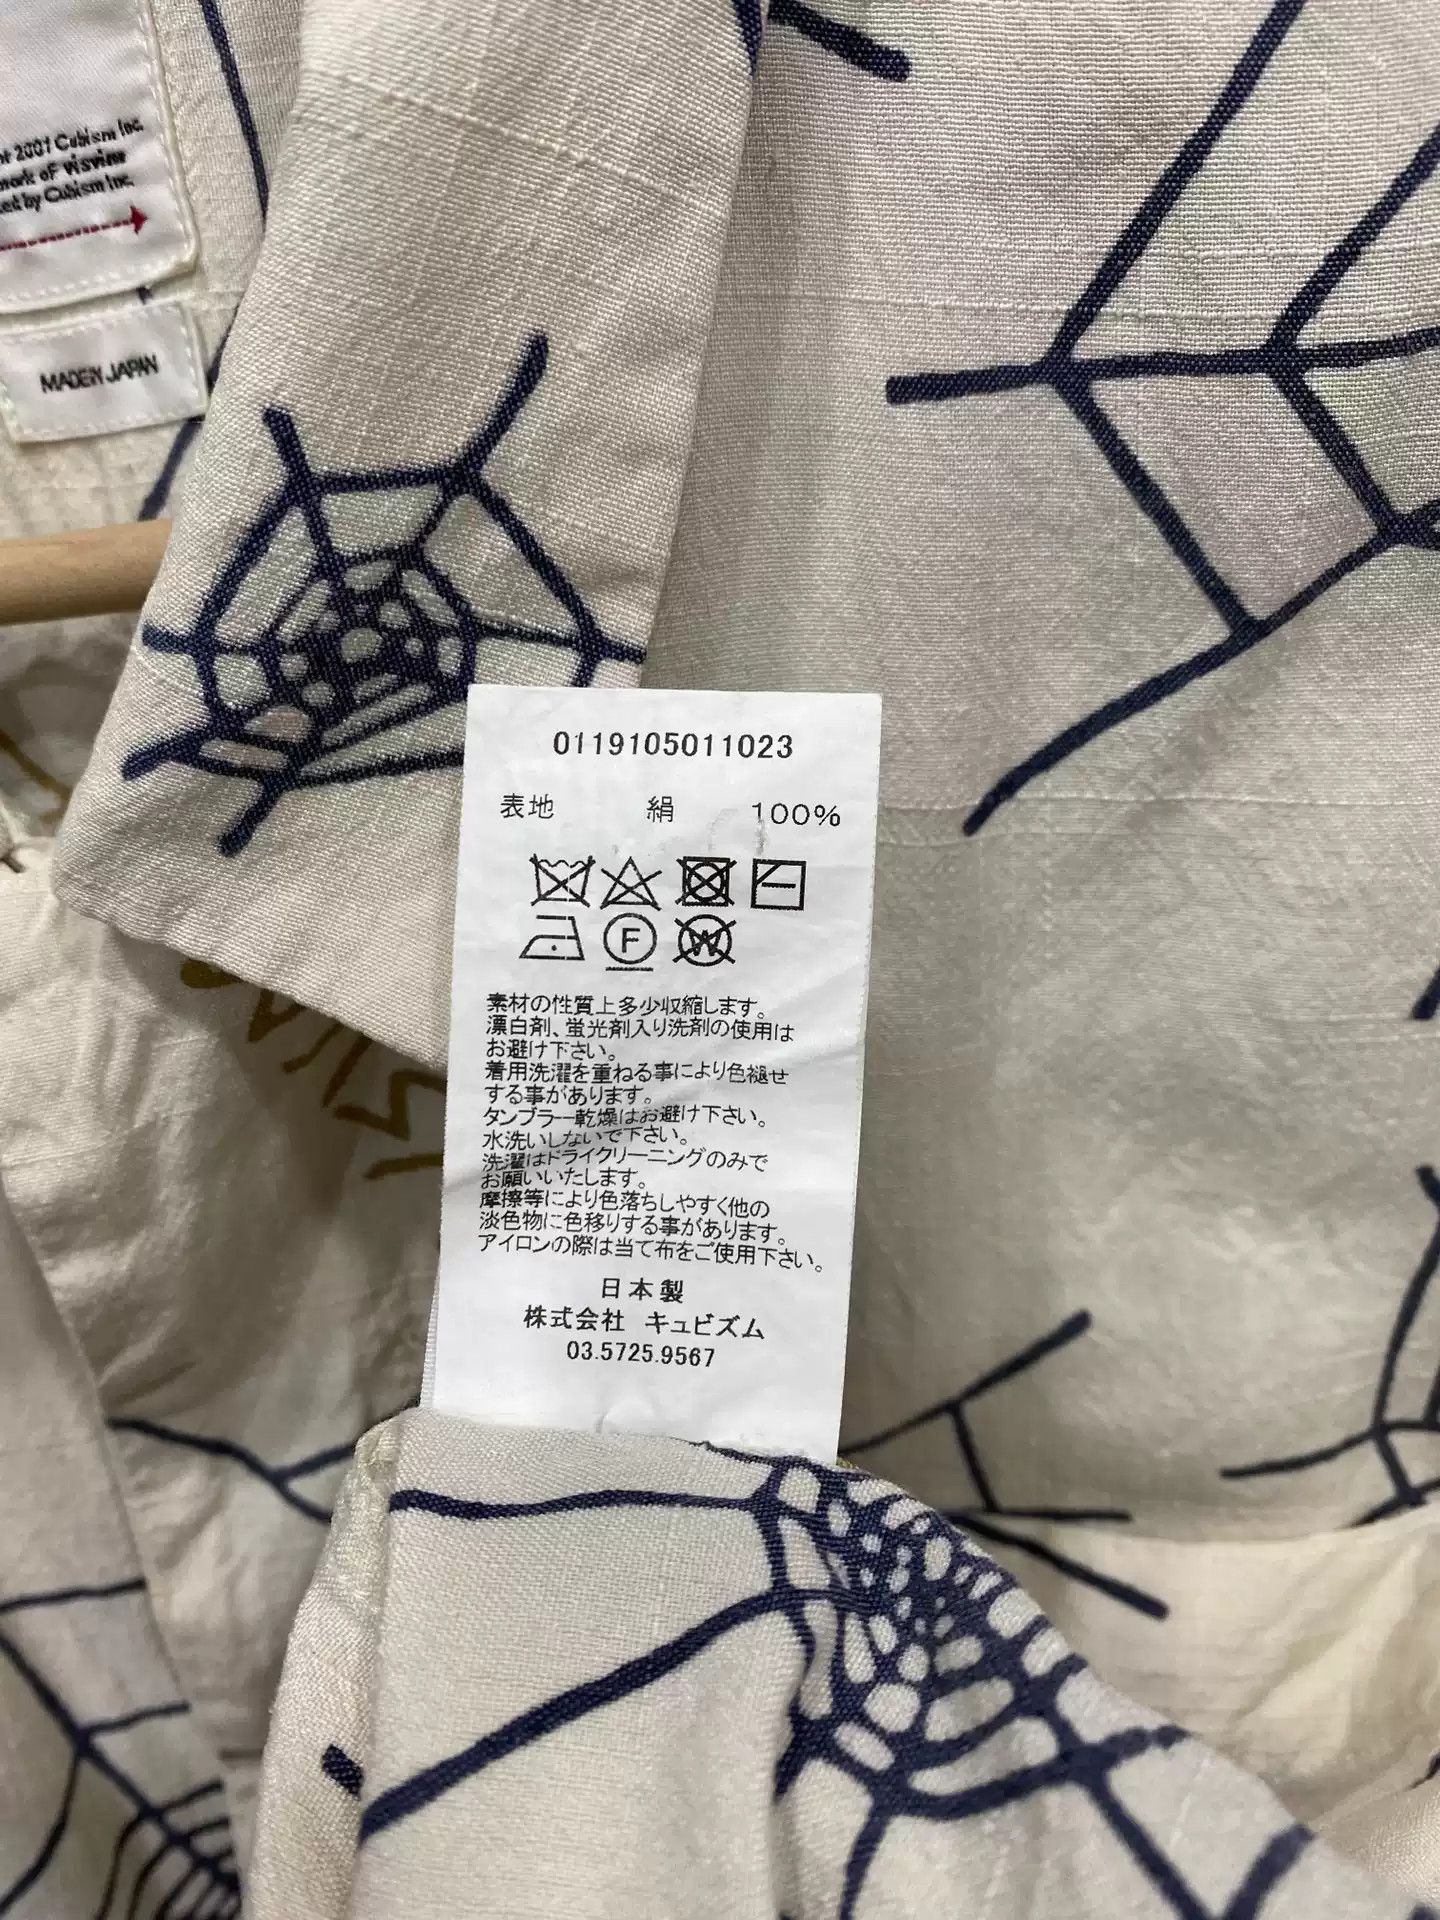 2001 Cubism Inc.
mark of visvim
by Cubism Inc.
MADE IN JAPAN
0119105011023
表地 絹 100%
F
W
素材の性質上多少収縮します。
漂白剤、蛍光剤入り洗剤の使用は
お避け下さい。
着用洗濯を重ねる事により色褪せ
する事があります。
タンブラー乾燥はお避け下さい。
水洗いしないで下さい。
洗濯はドライクリーニングのみで
お願いいたします。
摩擦等により色落ちしやすく他の
淡色物に色移りする事があります。
アイロンの際は当て布をご使用下さい。
日本製
株式会社 キュビズム
03.5725.9567